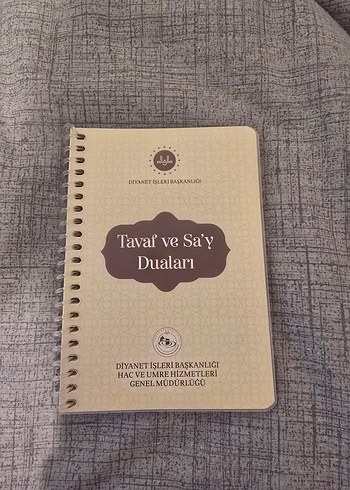 DİYANET İŞLERİ BAŞKANLIĞI
Tavaf ve Sa'y
Duaları
DİYANET İŞLERİ BAŞKANLIĞI
HAC VE UMRE HİZMETLERİ
GENEL MÜDÜRLÜĞÜ